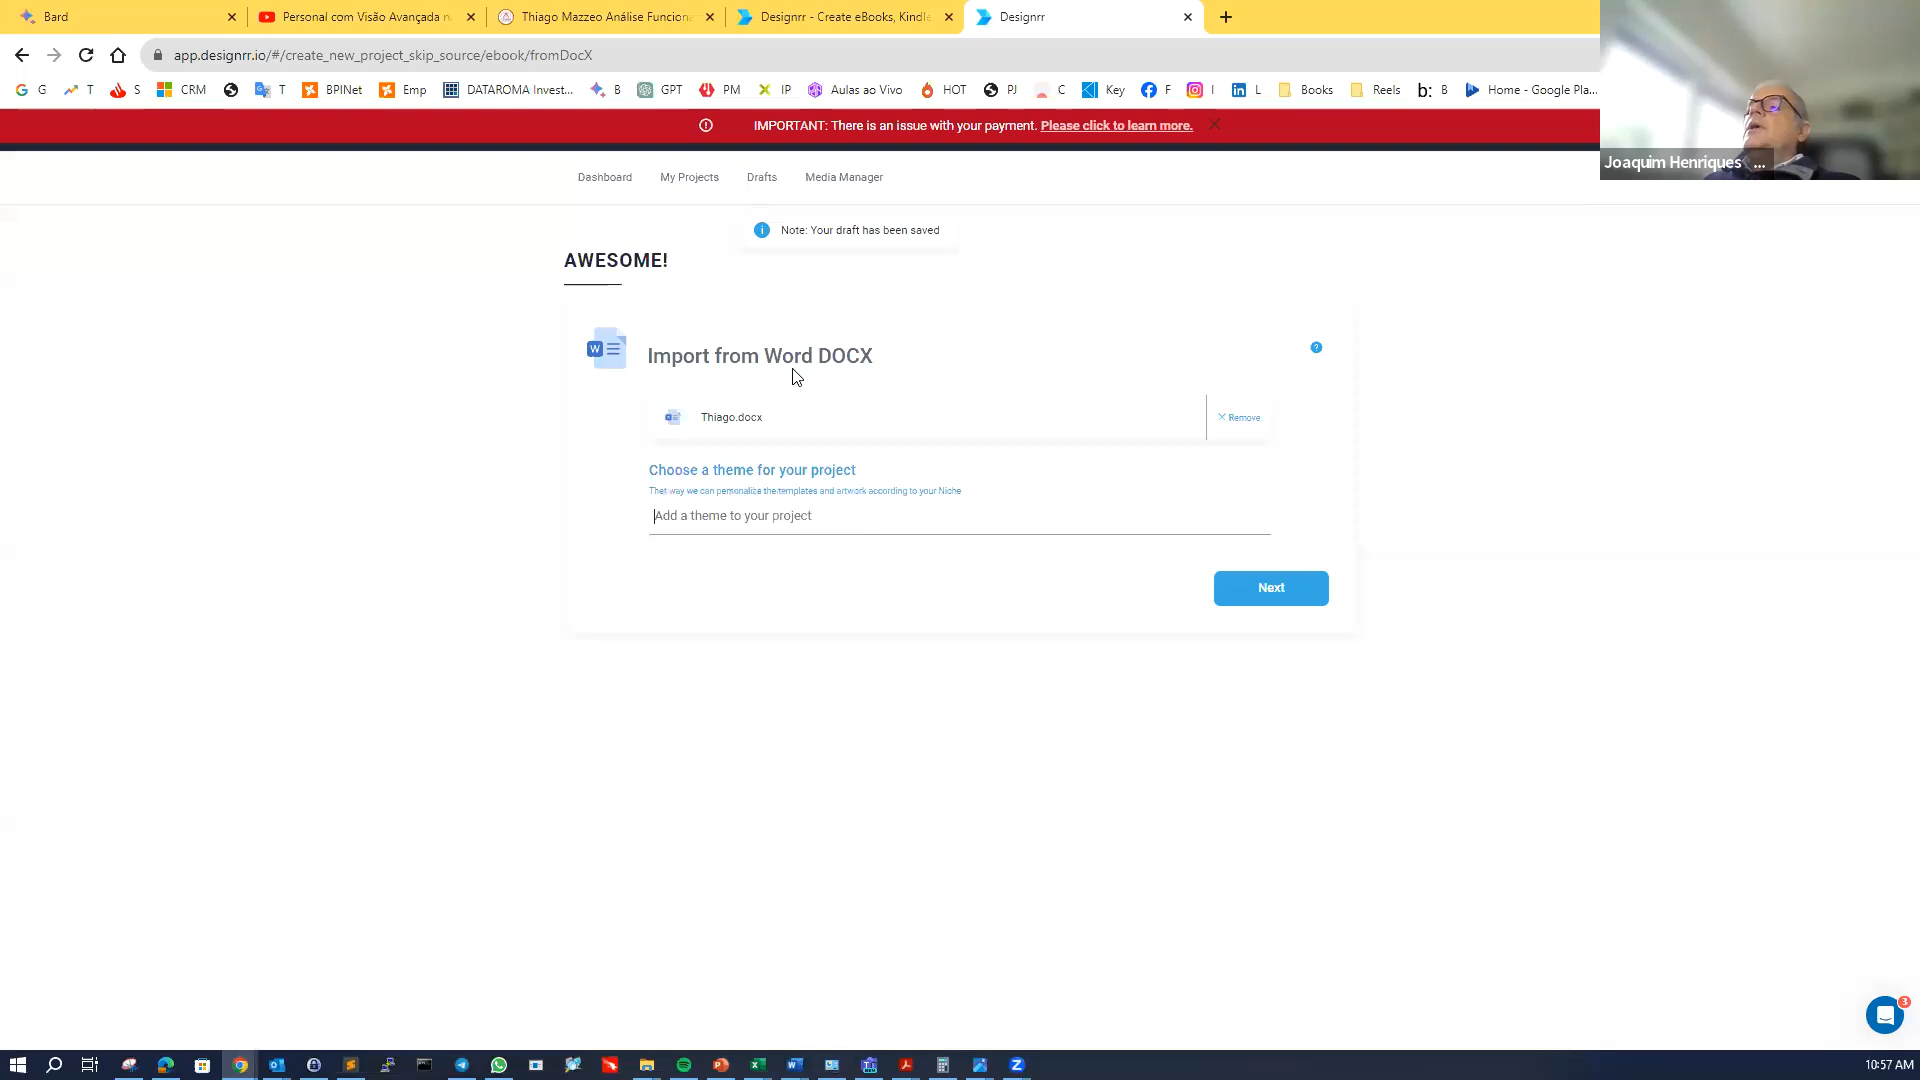 Bard
Personal com Visão Avançada n
Thiago Mazzeo Análise Funciona
Designrr - Create eBooks, Kindle
Designrr
app.designrr.io/#/create_new_project_skip_source/ebook/fromDocX
G T S CRM T BPINet Emp DATAROMA Invest... B GPT PM IP Aulas ao Vivo HOT PJ C Key F I L Books Reels b: B Home - Google Pla...
IMPORTANT: There is an issue with your payment. Please click to learn more.
Joaquim Henriques ...
Dashboard My Projects Drafts Media Manager
Note: Your draft has been saved
AWESOME!
Import from Word DOCX
Thiago.docx
Remove
Choose a theme for your project
That way we can personalize the templates and artwork according to your Niche
Add a theme to your project
Next
3
10:57 AM